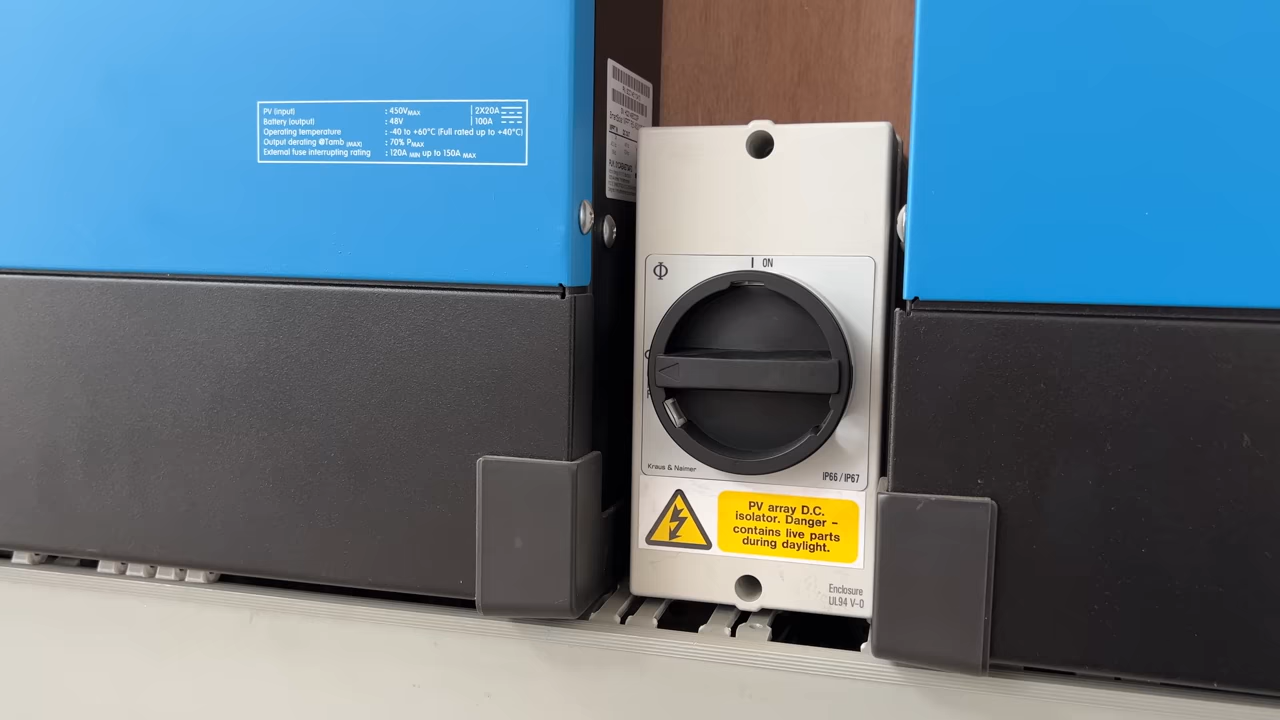 PV (input) : 450VMAX | 2X20A
Battery (output) : 48V | 100A
Operating temperature : -40 to +60°C (Full rated up to +40°C)
Output derating @Tamb (MAX) : 70% PMAX
External fuse interrupting rating : 120A MIN up to 150A MAX
I ON
Kraus & Naimer
IP66 / IP67
PV array D.C.
isolator. Danger –
contains live parts
during daylight.
Enclosure
UL94 V-0